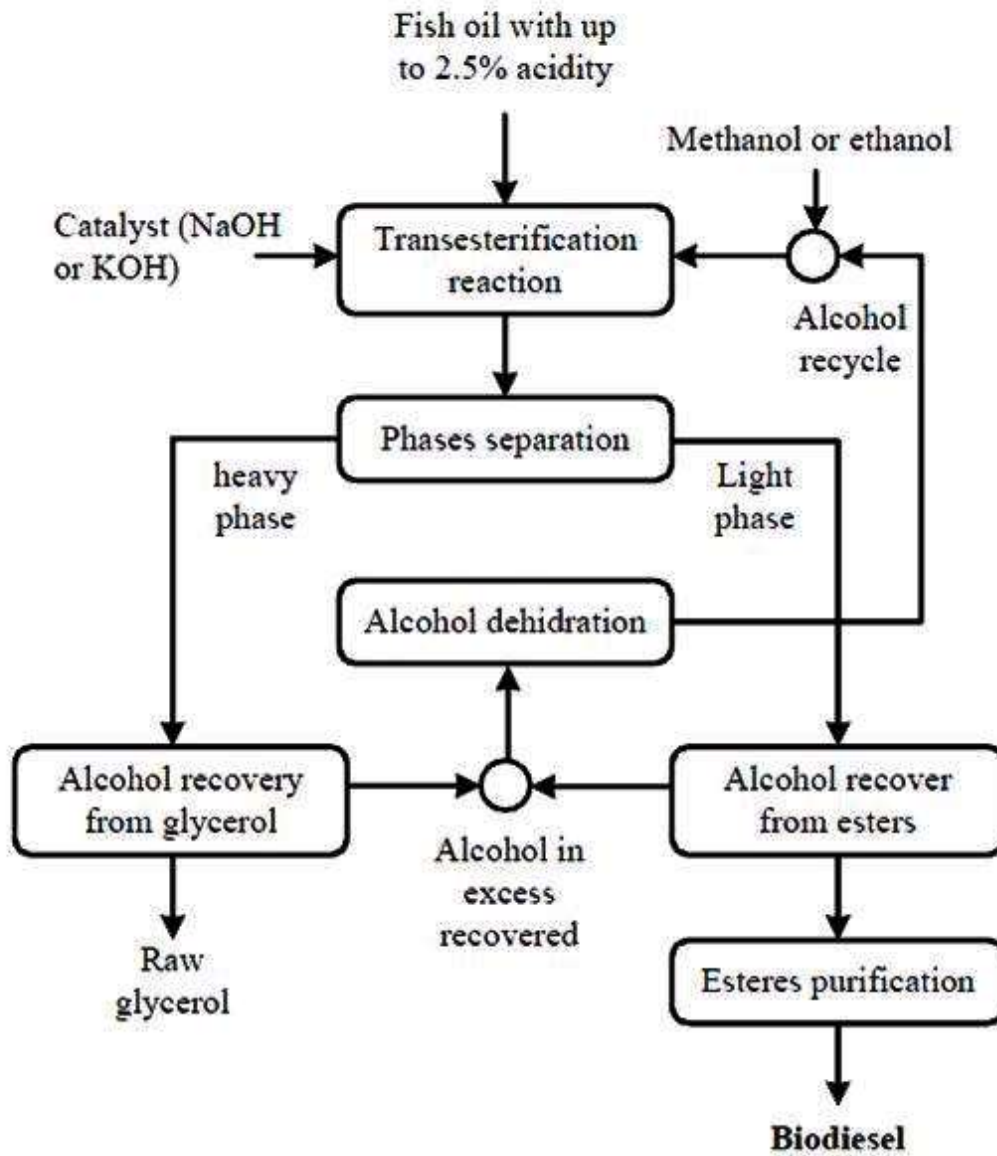 Fish oil with up
to 2.5% acidity
Methanol or ethanol
Catalyst (NaOH
or KOH)
Transesterification
reaction
Alcohol
recycle
Phases separation
heavy
phase
Light
phase
Alcohol dehidration
Alcohol recovery
from glycerol
Alcohol in
excess
recovered
Alcohol recover
from esters
Raw
glycerol
Esteres purification
Biodiesel